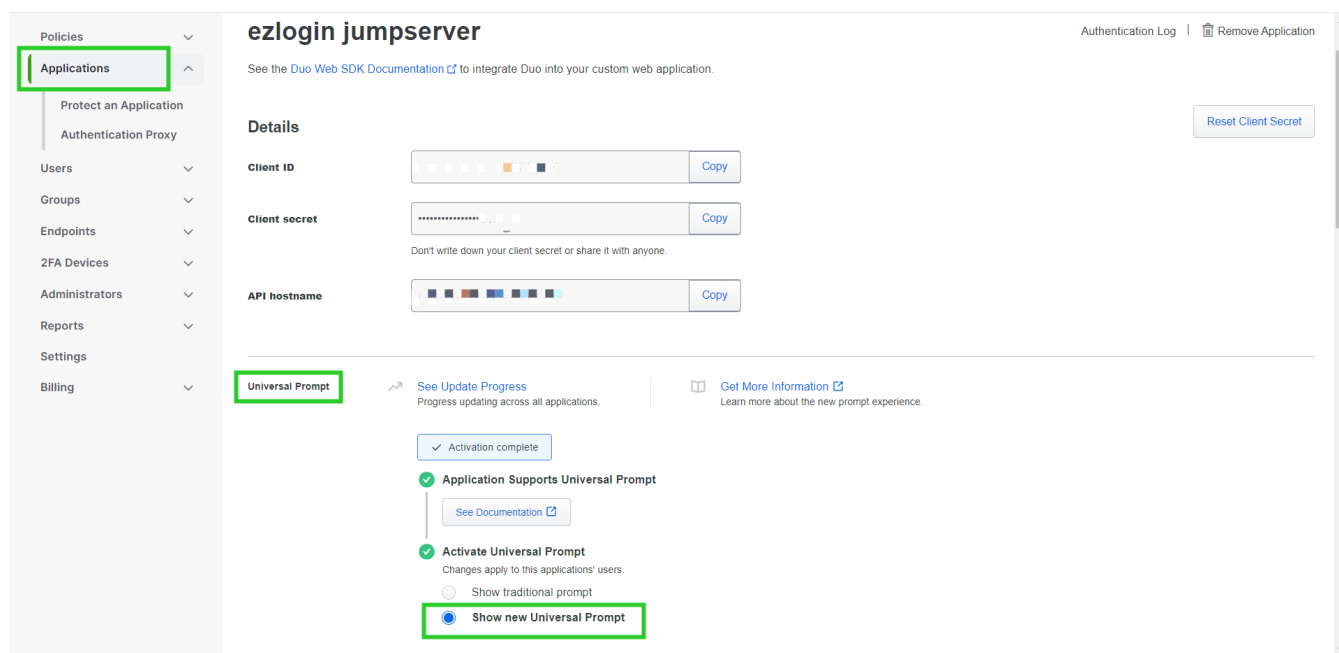 Policies
Applications
Protect an Application
Authentication Proxy
Users
Groups
Endpoints
2FA Devices
Administrators
Reports
Settings
Billing
ezlogin jumpserver
Authentication Log | Remove Application
See the Duo Web SDK Documentation to integrate Duo into your custom web application.
Details
Reset Client Secret
Client ID
Copy
Client secret
••••••••••••••••
Copy
Don't write down your client secret or share it with anyone.
API hostname
Copy
Universal Prompt
See Update Progress
Progress updating across all applications.
Get More Information
Learn more about the new prompt experience.
Activation complete
Application Supports Universal Prompt
See Documentation
Activate Universal Prompt
Changes apply to this applications' users.
Show traditional prompt
Show new Universal Prompt